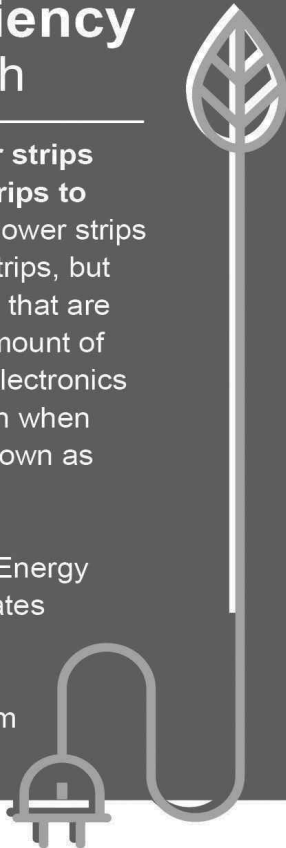 iency
h
r strips
rips to
ower strips
trips, but
that are
mount of
lectronics
n when
own as
Energy
ates
m